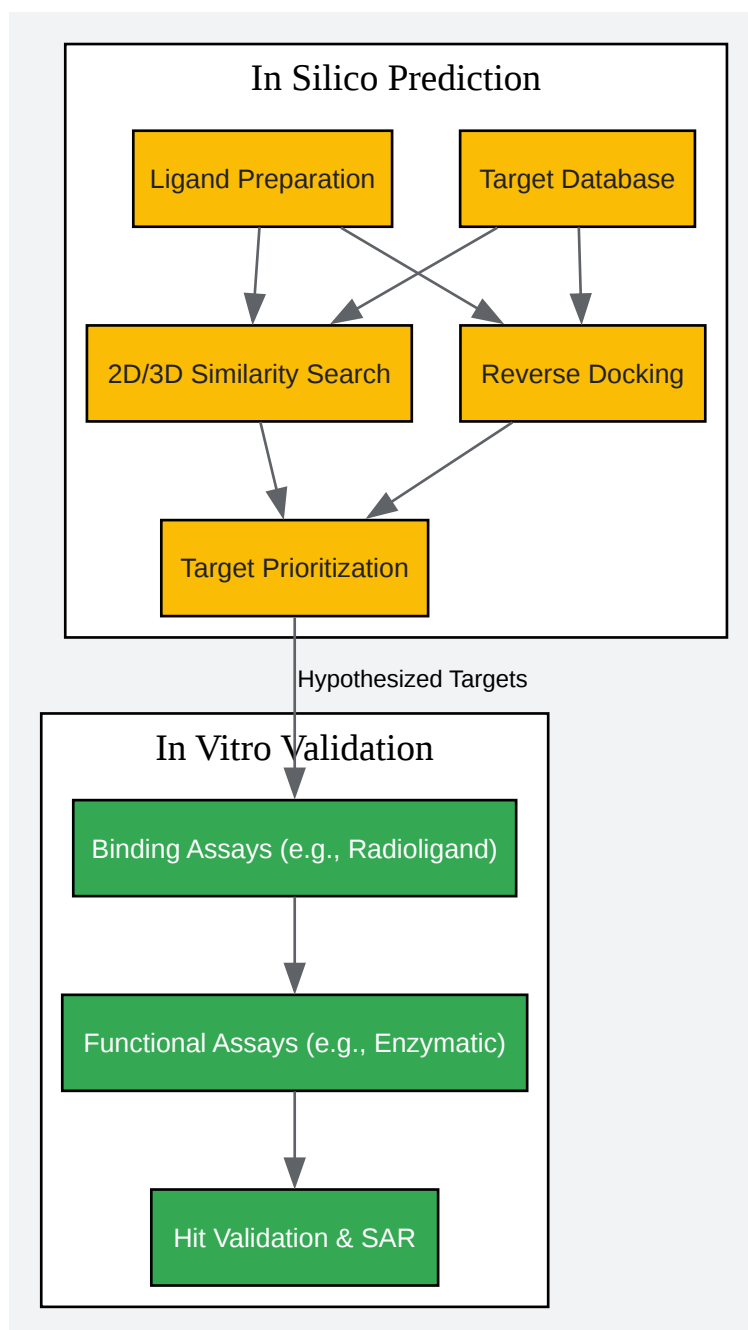 In Silico Prediction
Ligand Preparation
Target Database
2D/3D Similarity Search
Reverse Docking
Target Prioritization
Hypothesized Targets
In Vitro Validation
Binding Assays (e.g., Radioligand)
Functional Assays (e.g., Enzymatic)
Hit Validation & SAR